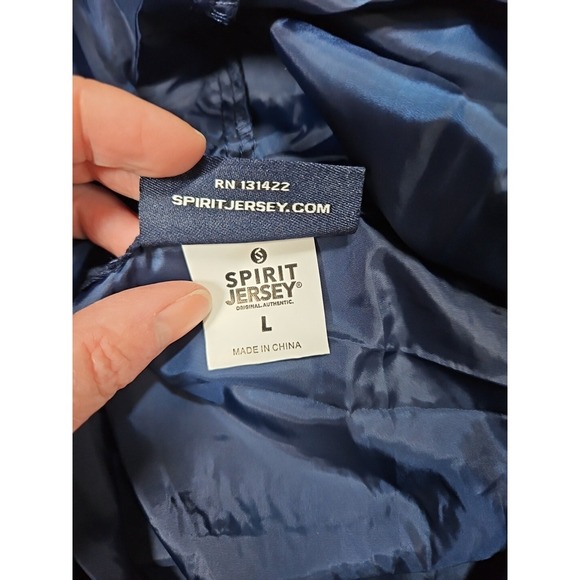 RN 131422
SPIRITJERSEY.COM
S
SPIRIT
JERSEY®
ORIGINAL. AUTHENTIC.
L
MADE IN CHINA